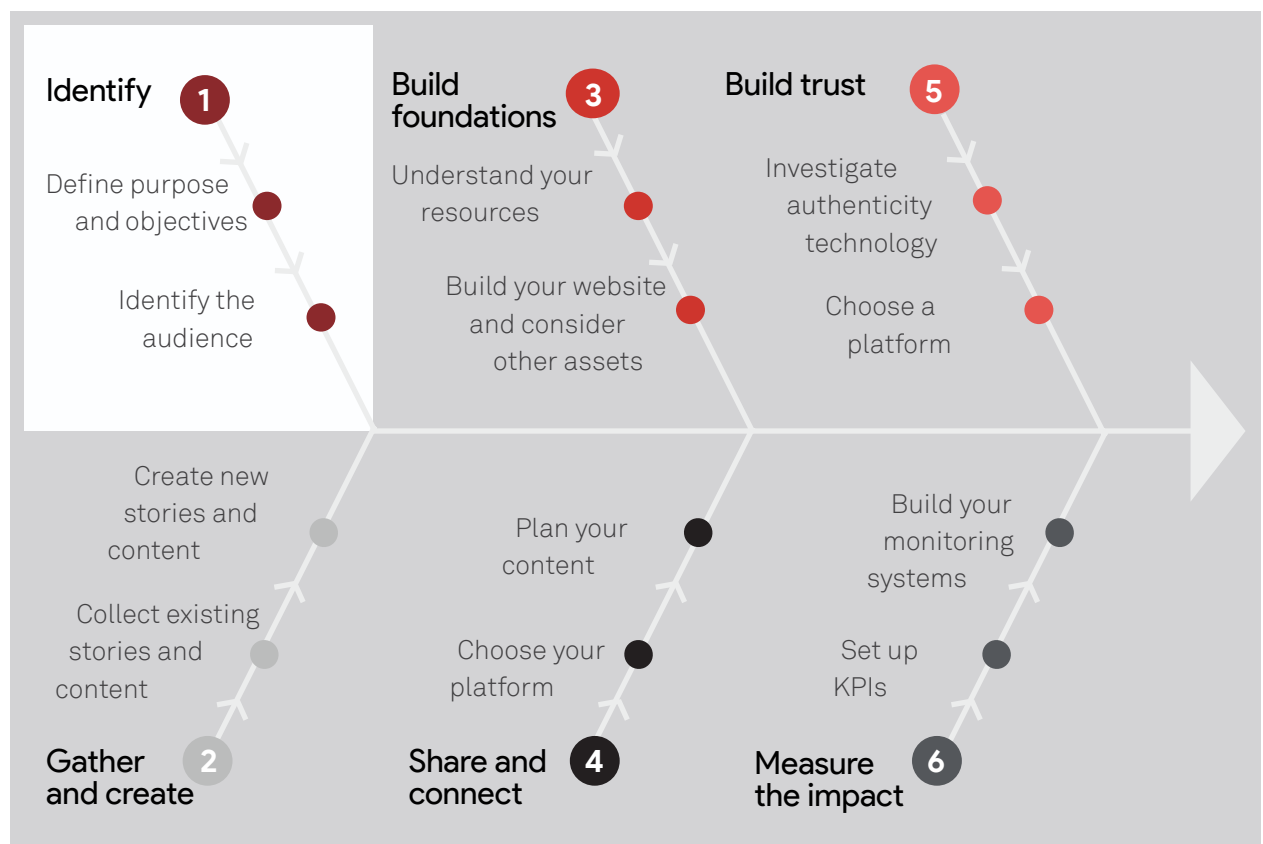 Identify
1
Define purpose
and objectives
Identify the
audience
Build
foundations
3
Understand your
resources
Build your website
and consider
other assets
Build trust
5
Investigate
authenticity
technology
Choose a
platform
Create new
stories and
content
Collect existing
stories and
content
Gather
and create
2
Plan your
content
Choose your
platform
Share and
connect
4
Build your
monitoring
systems
Set up
KPIs
Measure
the impact
6